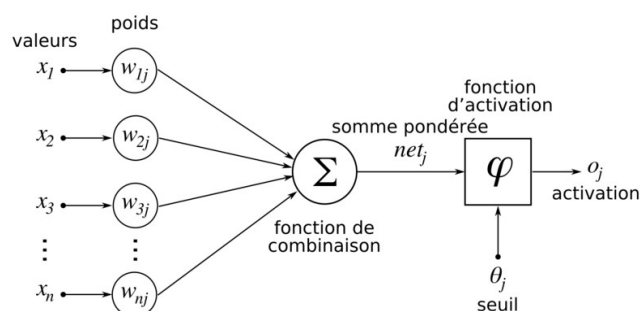 poids
valeurs
x₁
w₁ⱼ
x₂
w₂ⱼ
x₃
w₃ⱼ
⋮ ⋮
xₙ
wₙⱼ
Σ
fonction de
combinaison
somme pondérée
netⱼ
fonction
d’activation
φ
oⱼ
activation
θⱼ
seuil